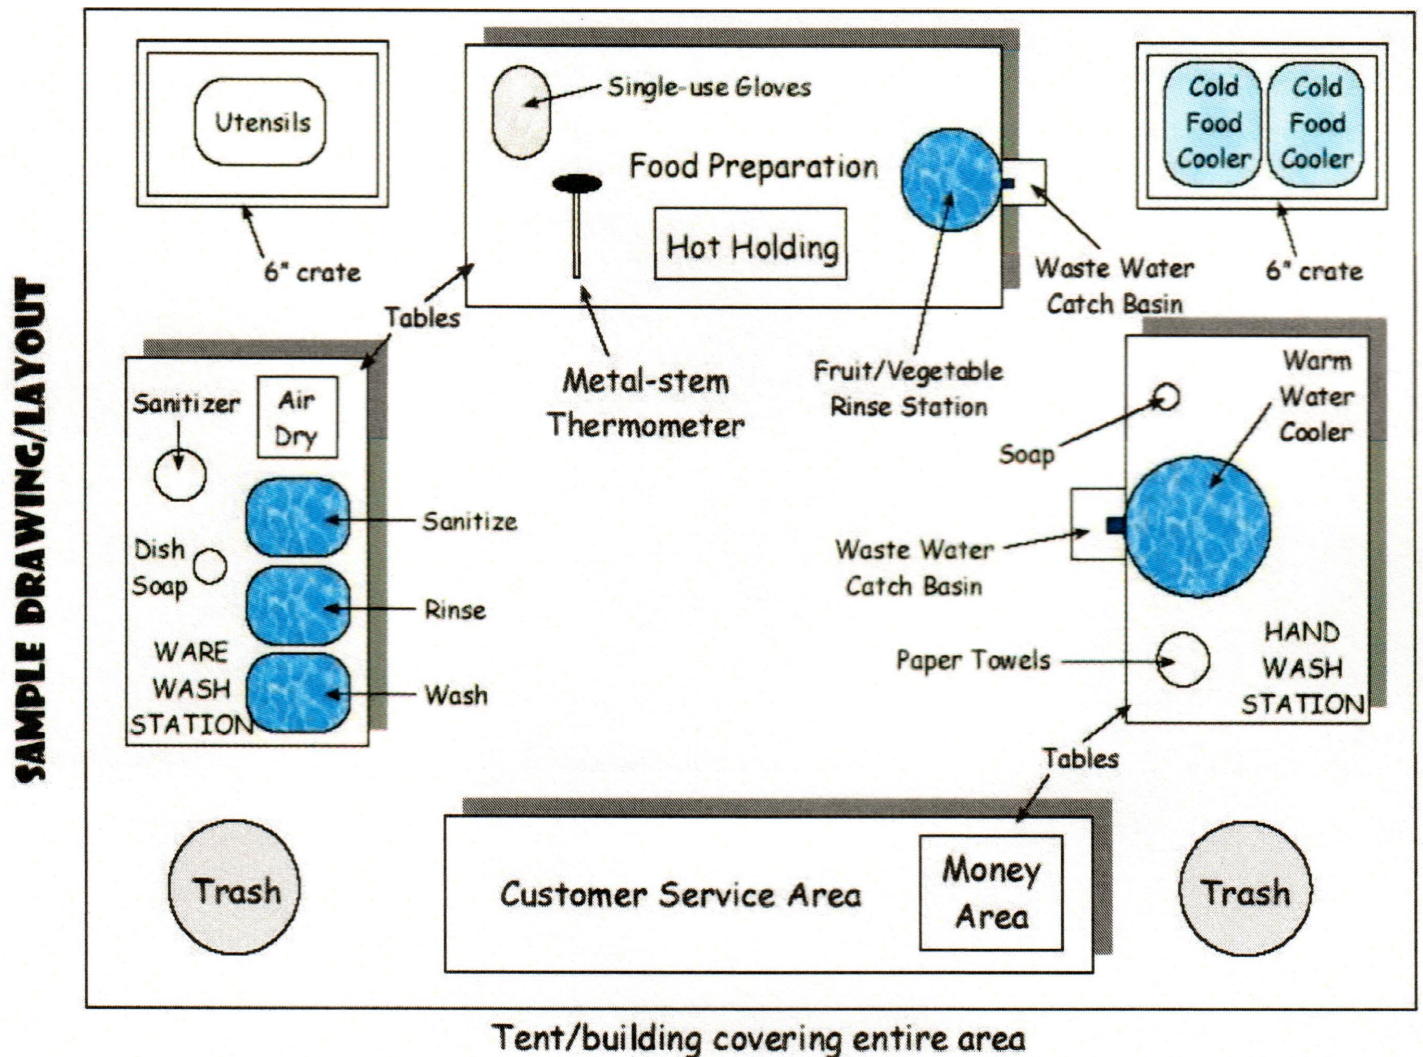 SAMPLE DRAWING/LAYOUT
Utensils
6" crate
Single-use Gloves
Food Preparation
Hot Holding
Cold
Food
Cooler
Cold
Food
Cooler
6" crate
Waste Water
Catch Basin
Tables
Metal-stem
Thermometer
Fruit/Vegetable
Rinse Station
Sanitizer
Air
Dry
Sanitize
Dish
Soap
Rinse
WARE
WASH
STATION
Wash
Warm
Water
Cooler
Soap
Waste Water
Catch Basin
Paper Towels
HAND
WASH
STATION
Tables
Trash
Customer Service Area
Money
Area
Trash
Tent/building covering entire area